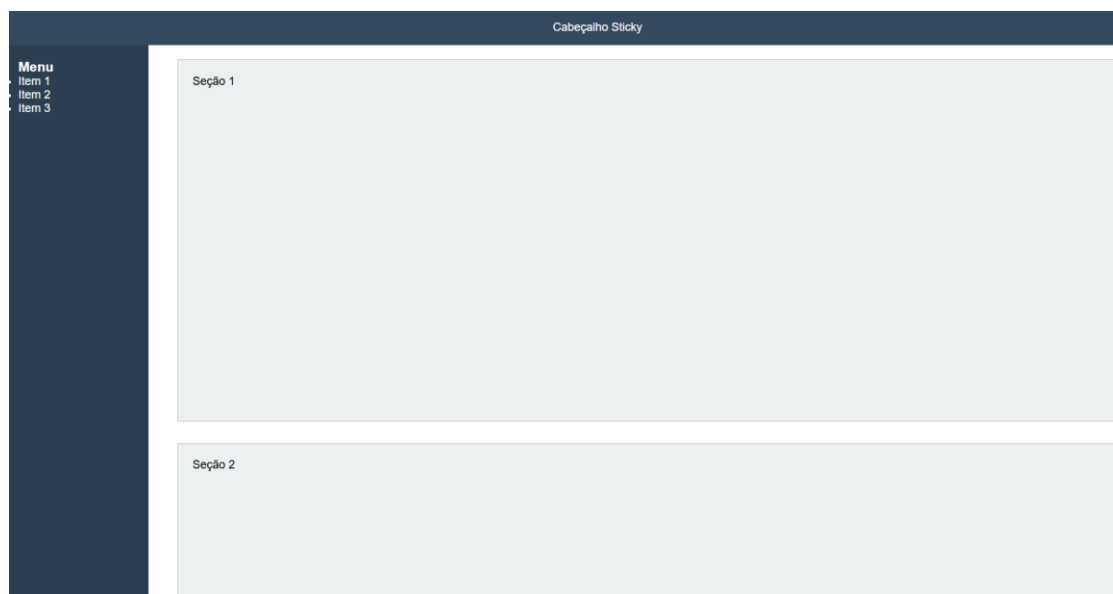 Cabeçalho Sticky
Menu
Item 1
Item 2
Item 3
Seção 1
Seção 2